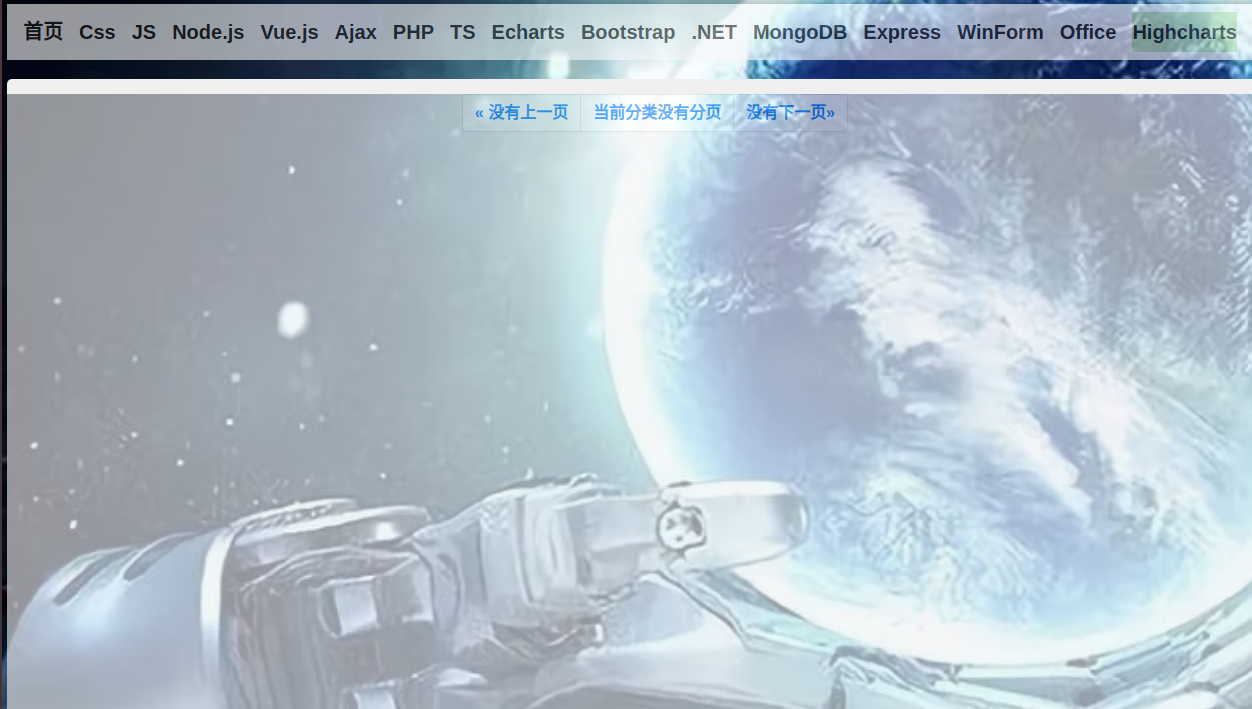 首页 Css JS Node.js Vue.js Ajax PHP TS Echarts Bootstrap .NET MongoDB Express WinForm Office Highcharts
« 没有上一页 当前分类没有分页 没有下一页»